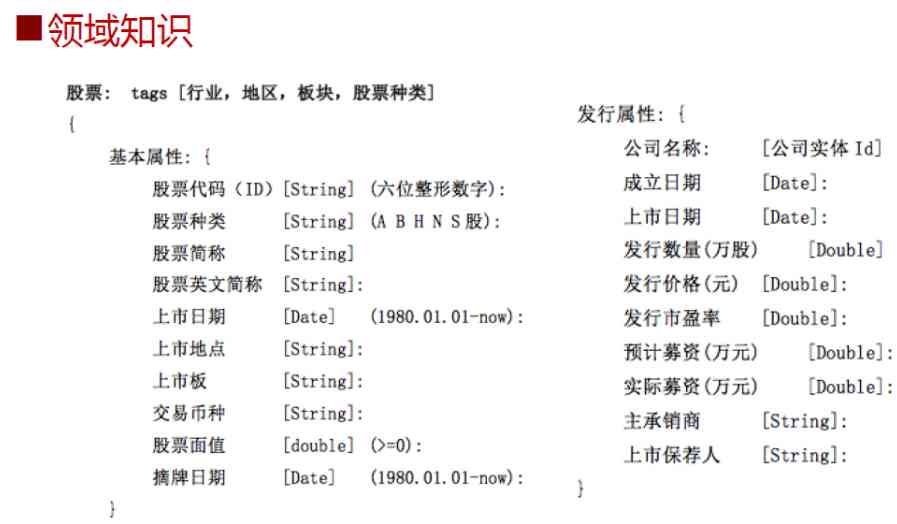 领域知识
股票: tags [行业, 地区, 板块, 股票种类]
{
基本属性: {
股票代码(ID) [String] (六位整形数字):
股票种类 [String] (A B H N S 股):
股票简称 [String]
股票英文简称 [String]:
上市日期 [Date] (1980.01.01-now):
上市地点 [String]:
上市板 [String]:
交易币种 [String]:
股票面值 [double] (>=0):
摘牌日期 [Date] (1980.01.01-now):
}
发行属性: {
公司名称: [公司实体 Id]
成立日期 [Date]:
上市日期 [Date]:
发行数量(万股) [Double]
发行价格(元) [Double]:
发行市盈率 [Double]:
预计募资(万元) [Double]:
实际募资(万元) [Double]:
主承销商 [String]:
上市保荐人 [String]:
}